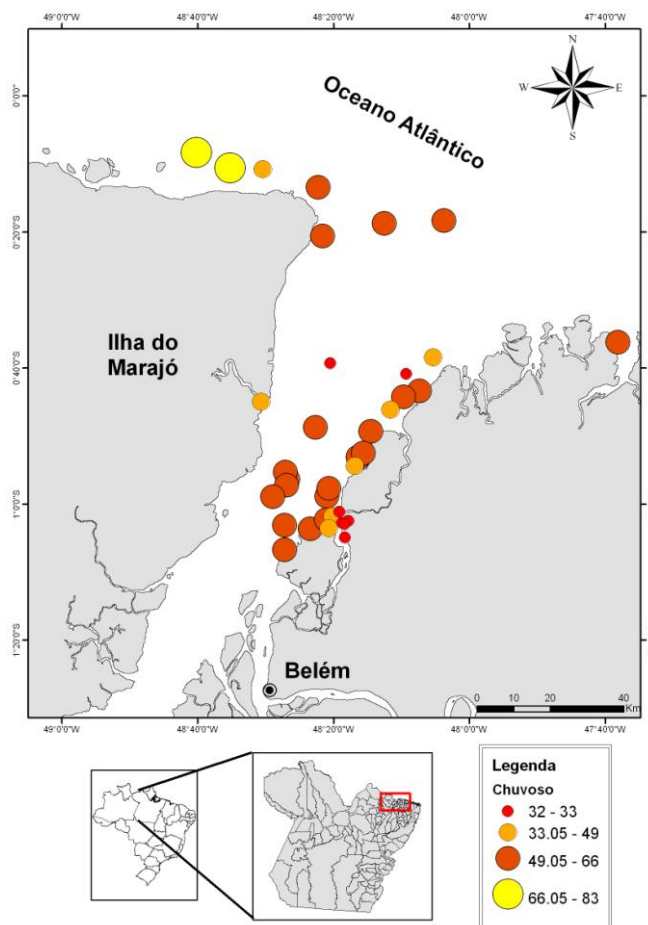 49°0'0"W
48°40'0"W
48°20'0"W
48°0'0"W
47°40'0"W
N
W
E
S
Oceano Atlântico
0°0'0"
0°20'0"S
0°40'0"S
1°0'0"S
1°20'0"S
Ilha do
Marajó
Belém
0 10 20 40
Km
49°0'0"W
48°40'0"W
48°20'0"W
48°0'0"W
47°40'0"W
Legenda
Chuvoso
32 - 33
33.05 - 49
49.05 - 66
66.05 - 83